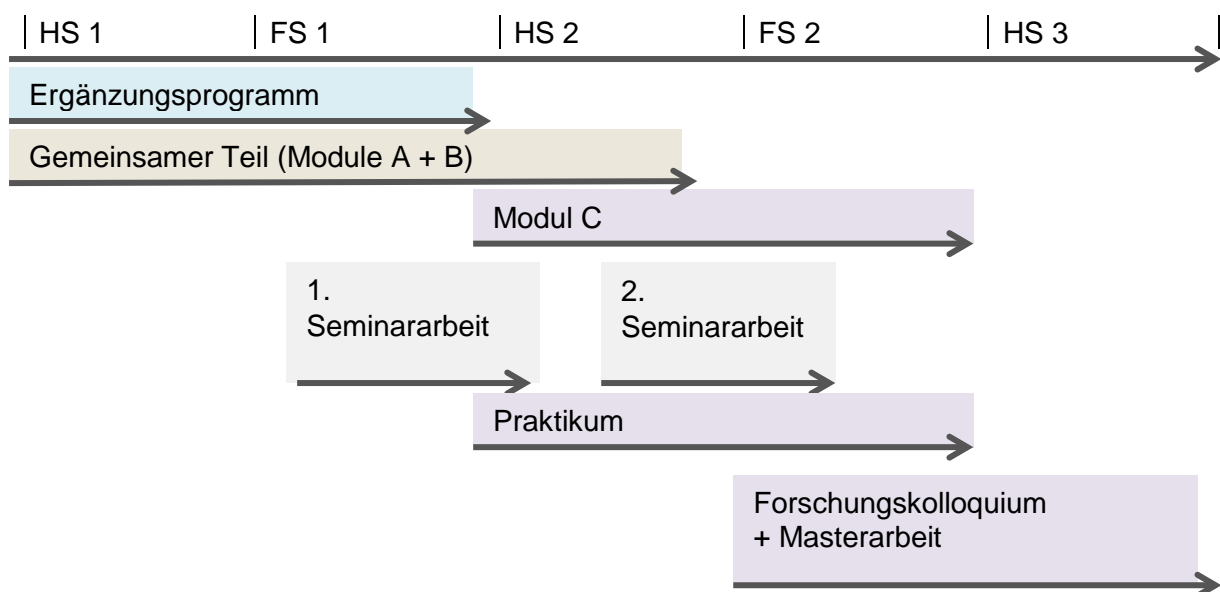 HS 1 FS 1 HS 2 FS 2 HS 3
Ergänzungsprogramm
Gemeinsamer Teil (Module A + B)
Modul C
1.
Seminararbeit
2.
Seminararbeit
Praktikum
Forschungskolloquium
+ Masterarbeit